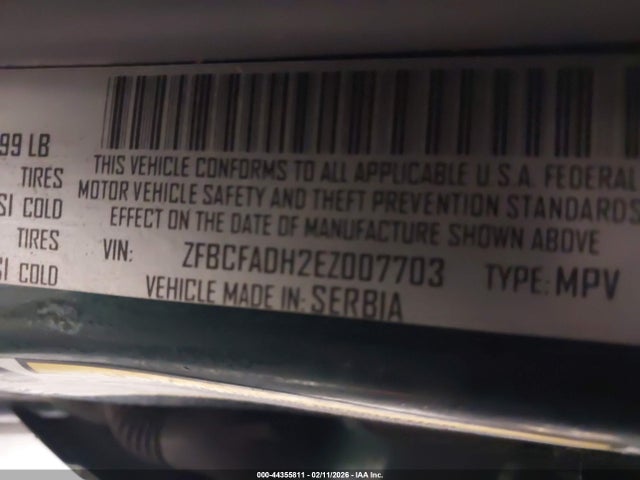 99 LB
THIS VEHICLE CONFORMS TO ALL APPLICABLE U.S.A. FEDERAL
TIRES
MOTOR VEHICLE SAFETY AND THEFT PREVENTION STANDARDS
SI COLD
EFFECT ON THE DATE OF MANUFACTURE SHOWN ABOVE
TIRES
VIN: ZFBCFADH2EZ007703 TYPE: MPV
SI COLD
VEHICLE MADE IN: SERBIA
000-44355811 - 02/11/2026 - IAA Inc.